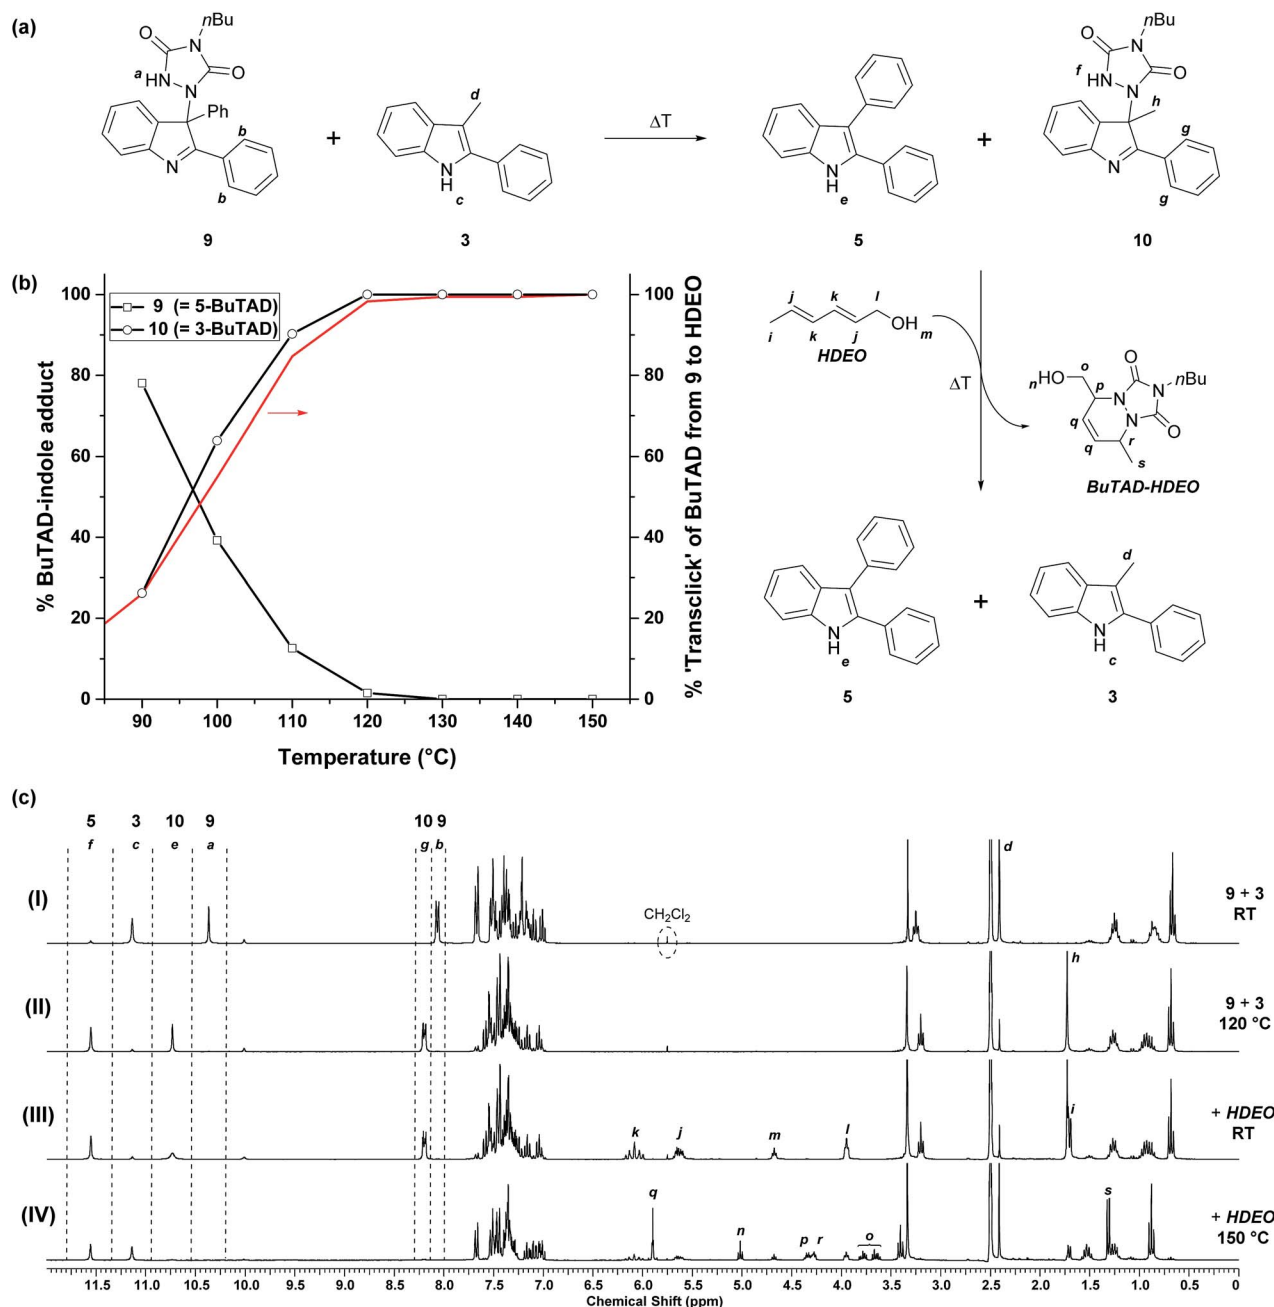 (a)
nBu
O
N
a HN
O
N
Ph
b
N
b
9
+
d
N
H
c
3
ΔT
N
H
e
5
+
nBu
O
N
f HN
O
N
h
g
N
g
10
(b)
% BuTAD-indole adduct
100
80
60
40
20
0
9 (= 5-BuTAD)
10 (= 3-BuTAD)
100
80
60
40
20
0
% 'Transclick' of BuTAD from 9 to HDEO
90 100 110 120 130 140 150
Temperature (°C)
j k l
i k j OH m
HDEO
ΔT
n HO o
p
O
N
N
nBu
N
O
q
q
r
s
BuTAD-HDEO
N
H
e
5
+
d
N
H
c
3
(c)
5 3 10 9 10 9
f c e a g b
(I)
CH2Cl2
d
9 + 3
RT
(II)
h
9 + 3
120 °C
(III)
k j m l i
+ HDEO
RT
(IV)
q n p r o s
+ HDEO
150 °C
11.5 11.0 10.5 10.0 9.5 9.0 8.5 8.0 7.5 7.0 6.5 6.0 5.5 5.0 4.5 4.0 3.5 3.0 2.5 2.0 1.5 1.0 0.5 0
Chemical Shift (ppm)